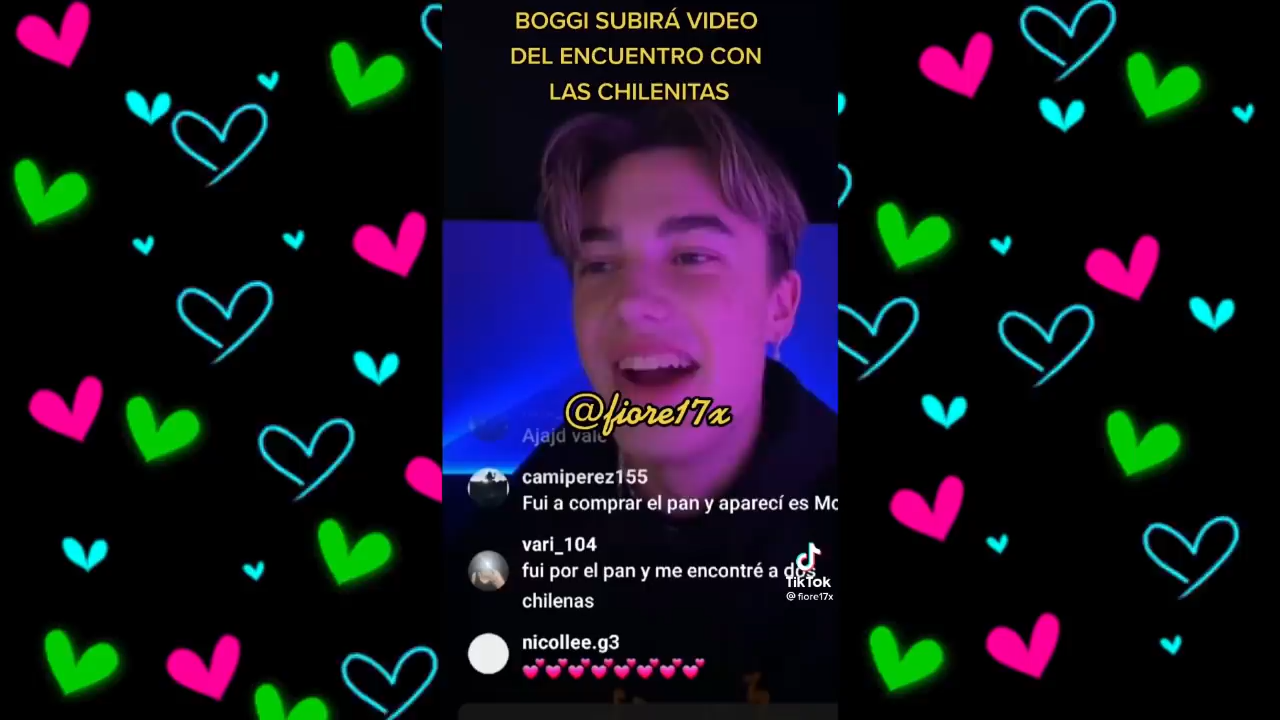 BOGGI SUBIRÁ VIDEO
DEL ENCUENTRO CON
LAS CHILENITAS
@fiore17x
Ajajd vale
camiperez155
Fui a comprar el pan y aparecí es Mo
vari_104
fui por el pan y me encontré a dos
chilenas
TikTok
@fiore17x
nicollee.g3